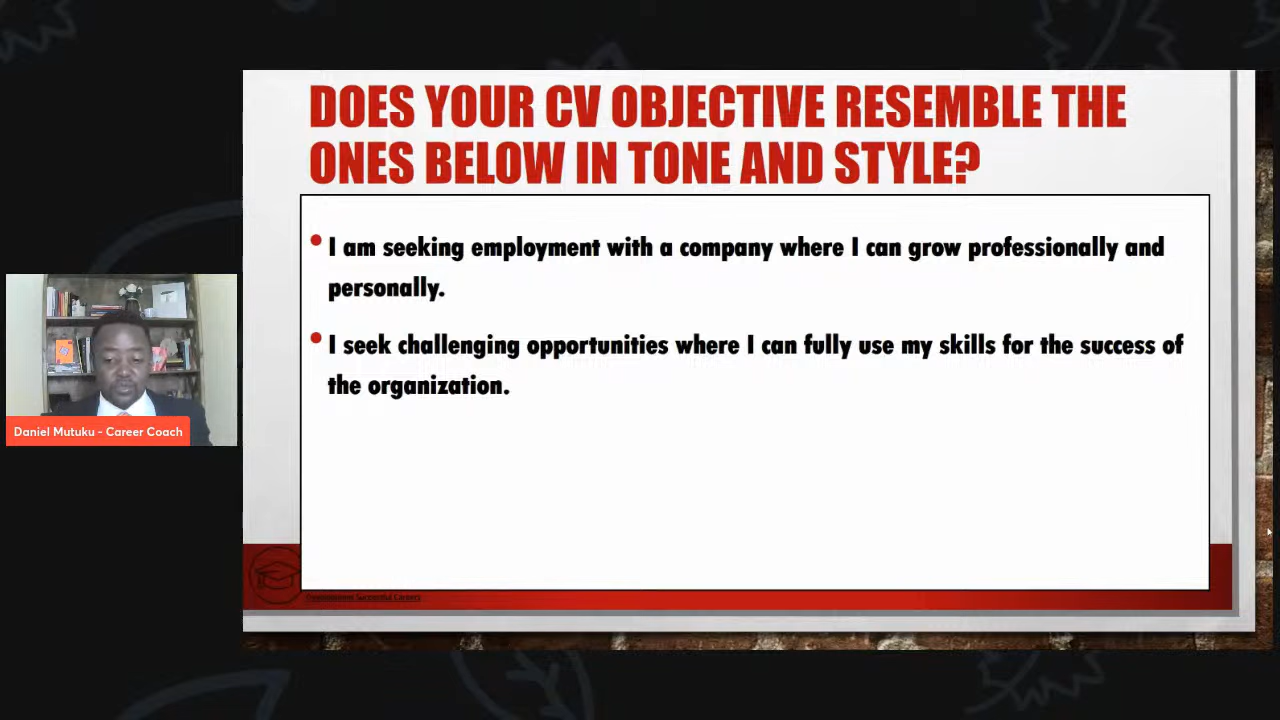 DOES YOUR CV OBJECTIVE RESEMBLE THE
ONES BELOW IN TONE AND STYLE?
• I am seeking employment with a company where I can grow professionally and
personally.
• I seek challenging opportunities where I can fully use my skills for the success of
the organization.
Daniel Mutuku - Career Coach
Successful Careers